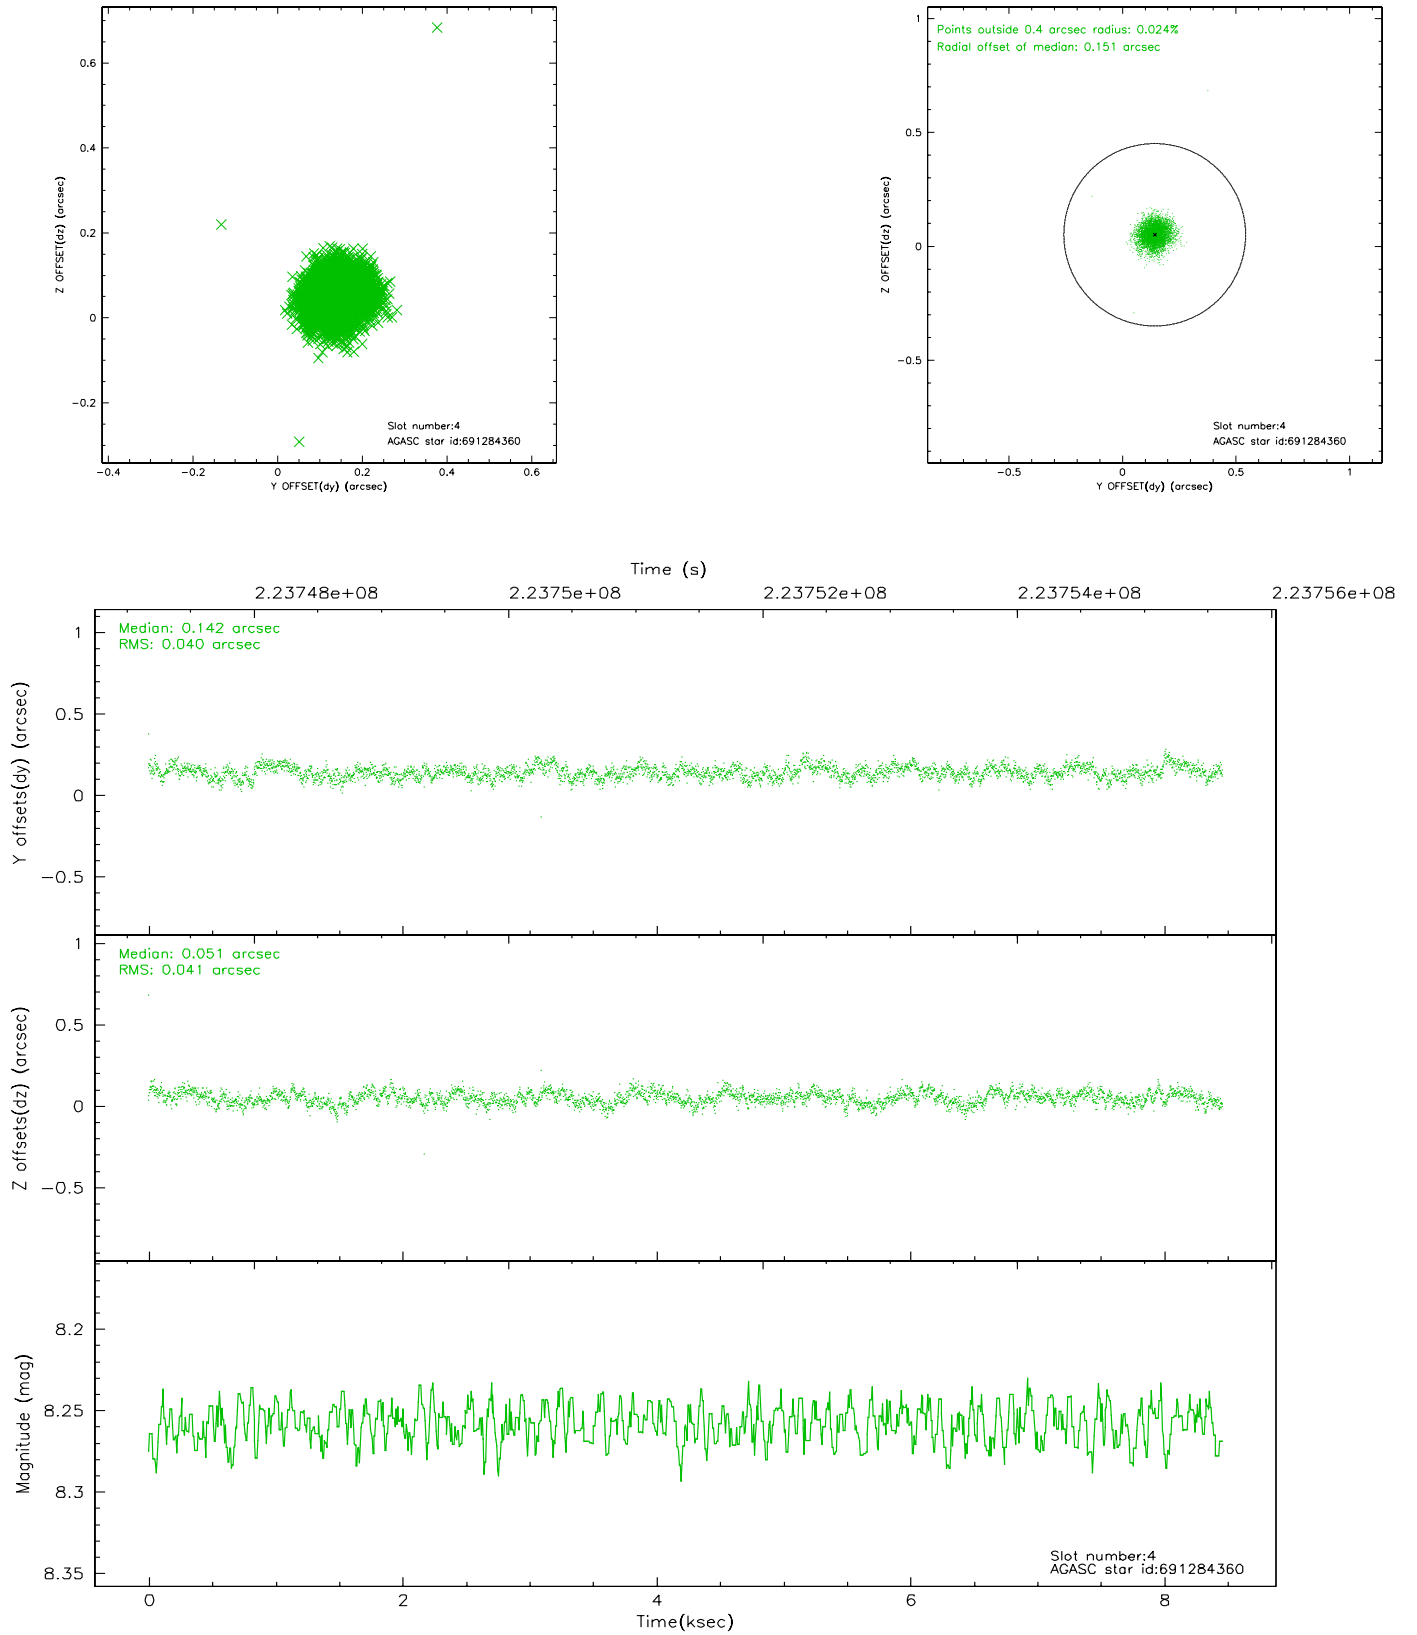 0.6
0.4
0.2
0
−0.2
−0.4
−0.2
0
0.2
0.4
0.6
Z OFFSET(dz) (arcsec)
Y OFFSET(dy) (arcsec)
Slot number:4
AGASC star id:691284360
Points outside 0.4 arcsec radius: 0.024%
Radial offset of median: 0.151 arcsec
1
0.5
0
−0.5
−0.5
0
0.5
1
Z OFFSET(dz) (arcsec)
Y OFFSET(dy) (arcsec)
Slot number:4
AGASC star id:691284360
Time (s)
2.23748e+08
2.2375e+08
2.23752e+08
2.23754e+08
2.23756e+08
Median: 0.142 arcsec
RMS: 0.040 arcsec
1
0.5
0
−0.5
Y offsets(dy) (arcsec)
Median: 0.051 arcsec
RMS: 0.041 arcsec
1
0.5
0
−0.5
Z offsets(dz) (arcsec)
8.2
8.25
8.3
8.35
Magnitude (mag)
Slot number:4
AGASC star id:691284360
0
2
4
6
8
Time(ksec)